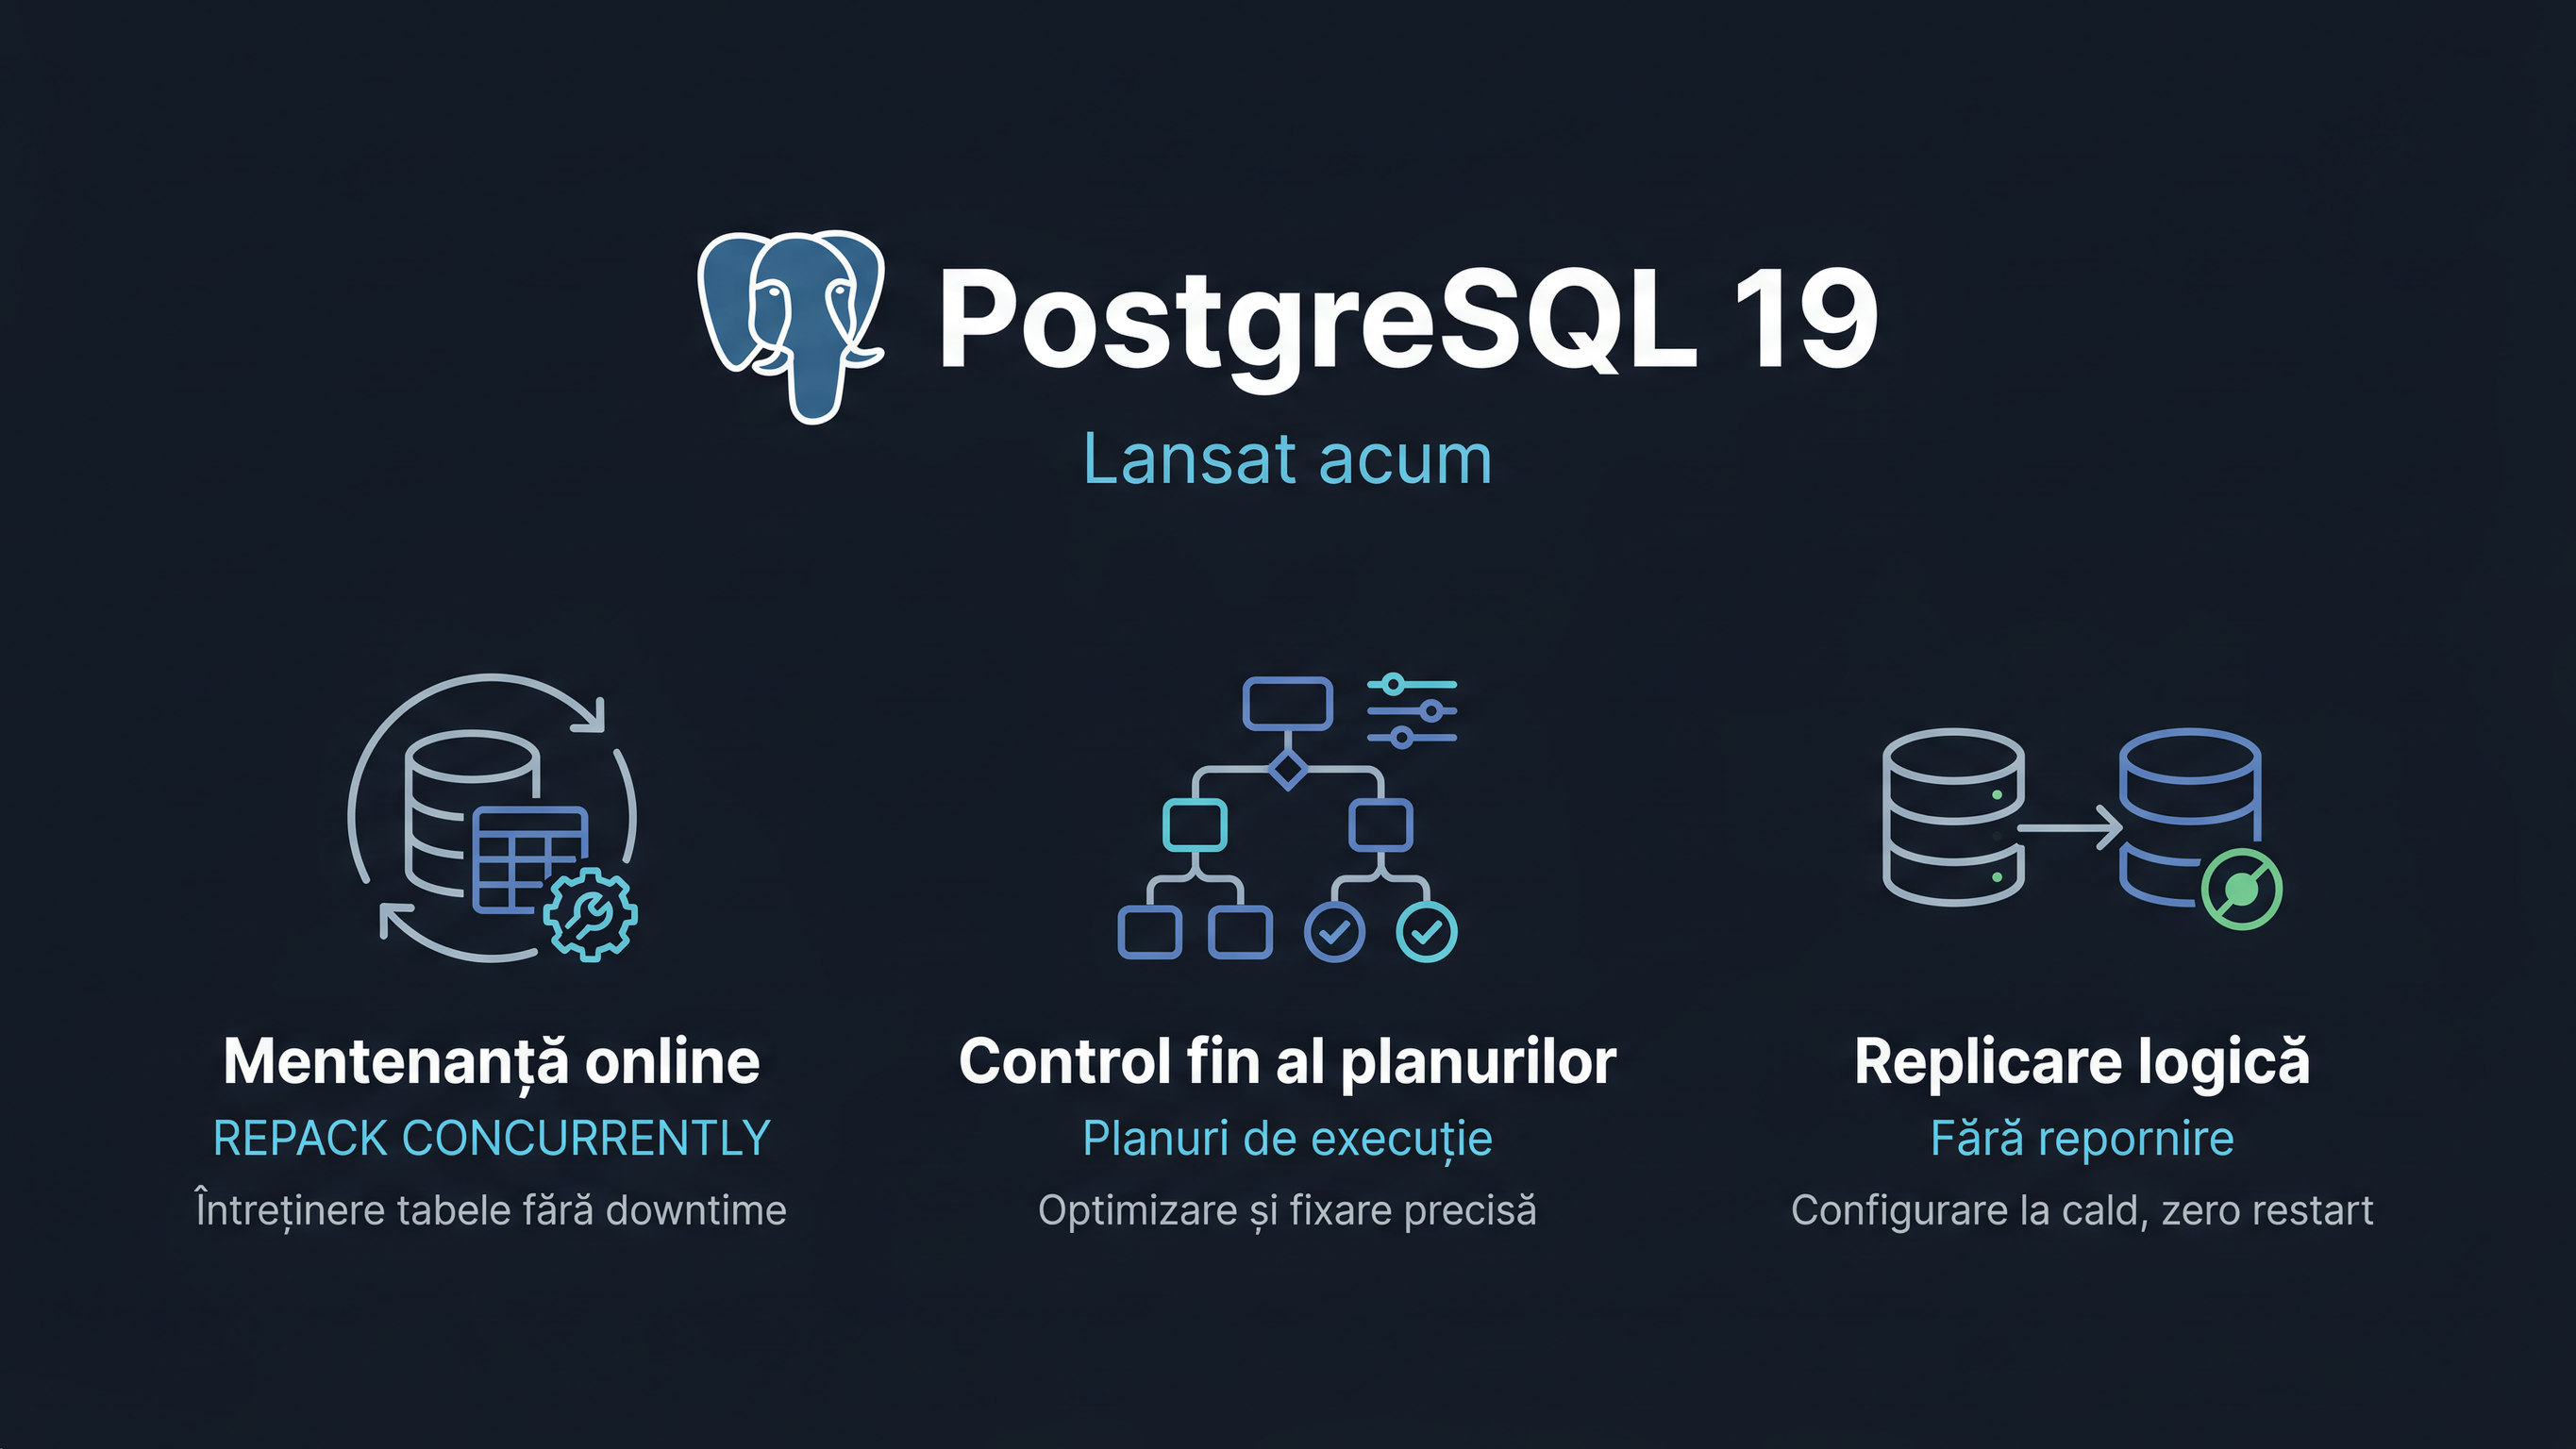 PostgreSQL 19
Lansat acum
Mentenanță online
REPACK CONCURRENTLY
Întreținere tabele fără downtime
Control fin al planurilor
Planuri de execuție
Optimizare și fixare precisă
Replicare logică
Fără repornire
Configurare la cald, zero restart